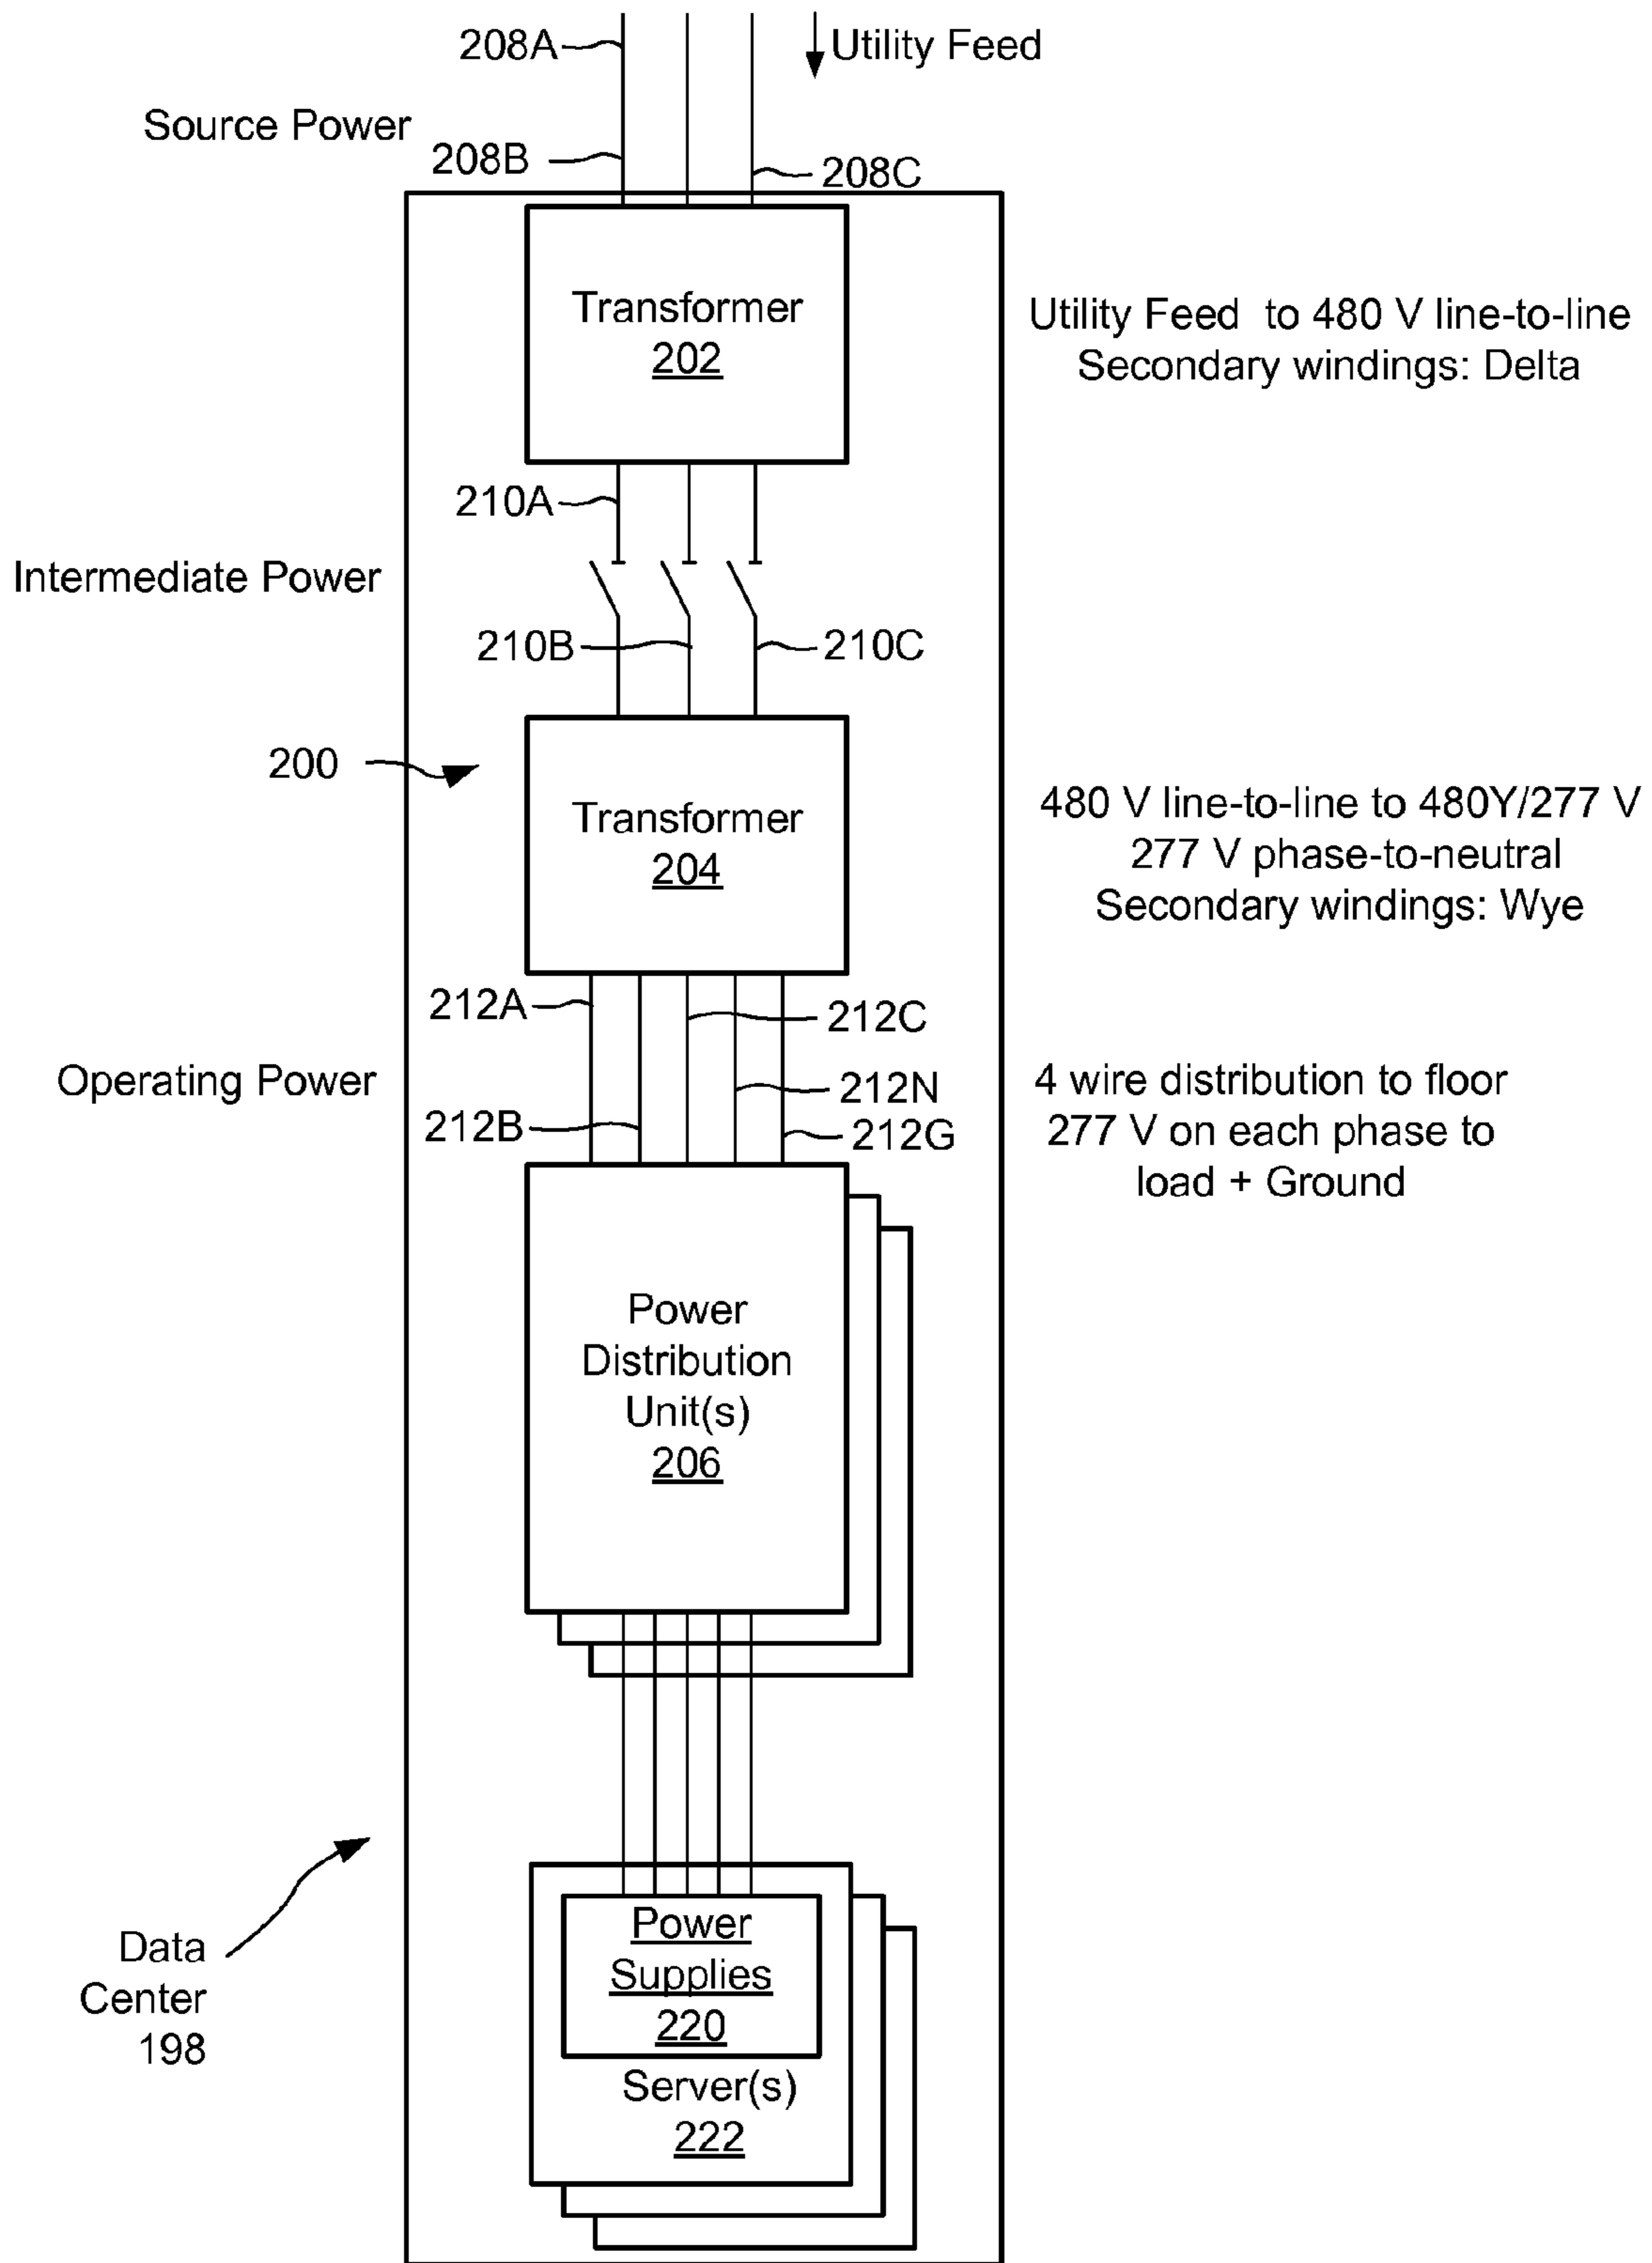 208A
Utility Feed
Source Power
208B
208C
Transformer
202
Utility Feed to 480 V line-to-line
Secondary windings: Delta
210A
Intermediate Power
210B
210C
200
Transformer
204
480 V line-to-line to 480Y/277 V
277 V phase-to-neutral
Secondary windings: Wye
212A
212C
Operating Power
212N
212B
212G
4 wire distribution to floor
277 V on each phase to
load + Ground
Power
Distribution
Unit(s)
206
Data
Center
198
Power
Supplies
220
Server(s)
222